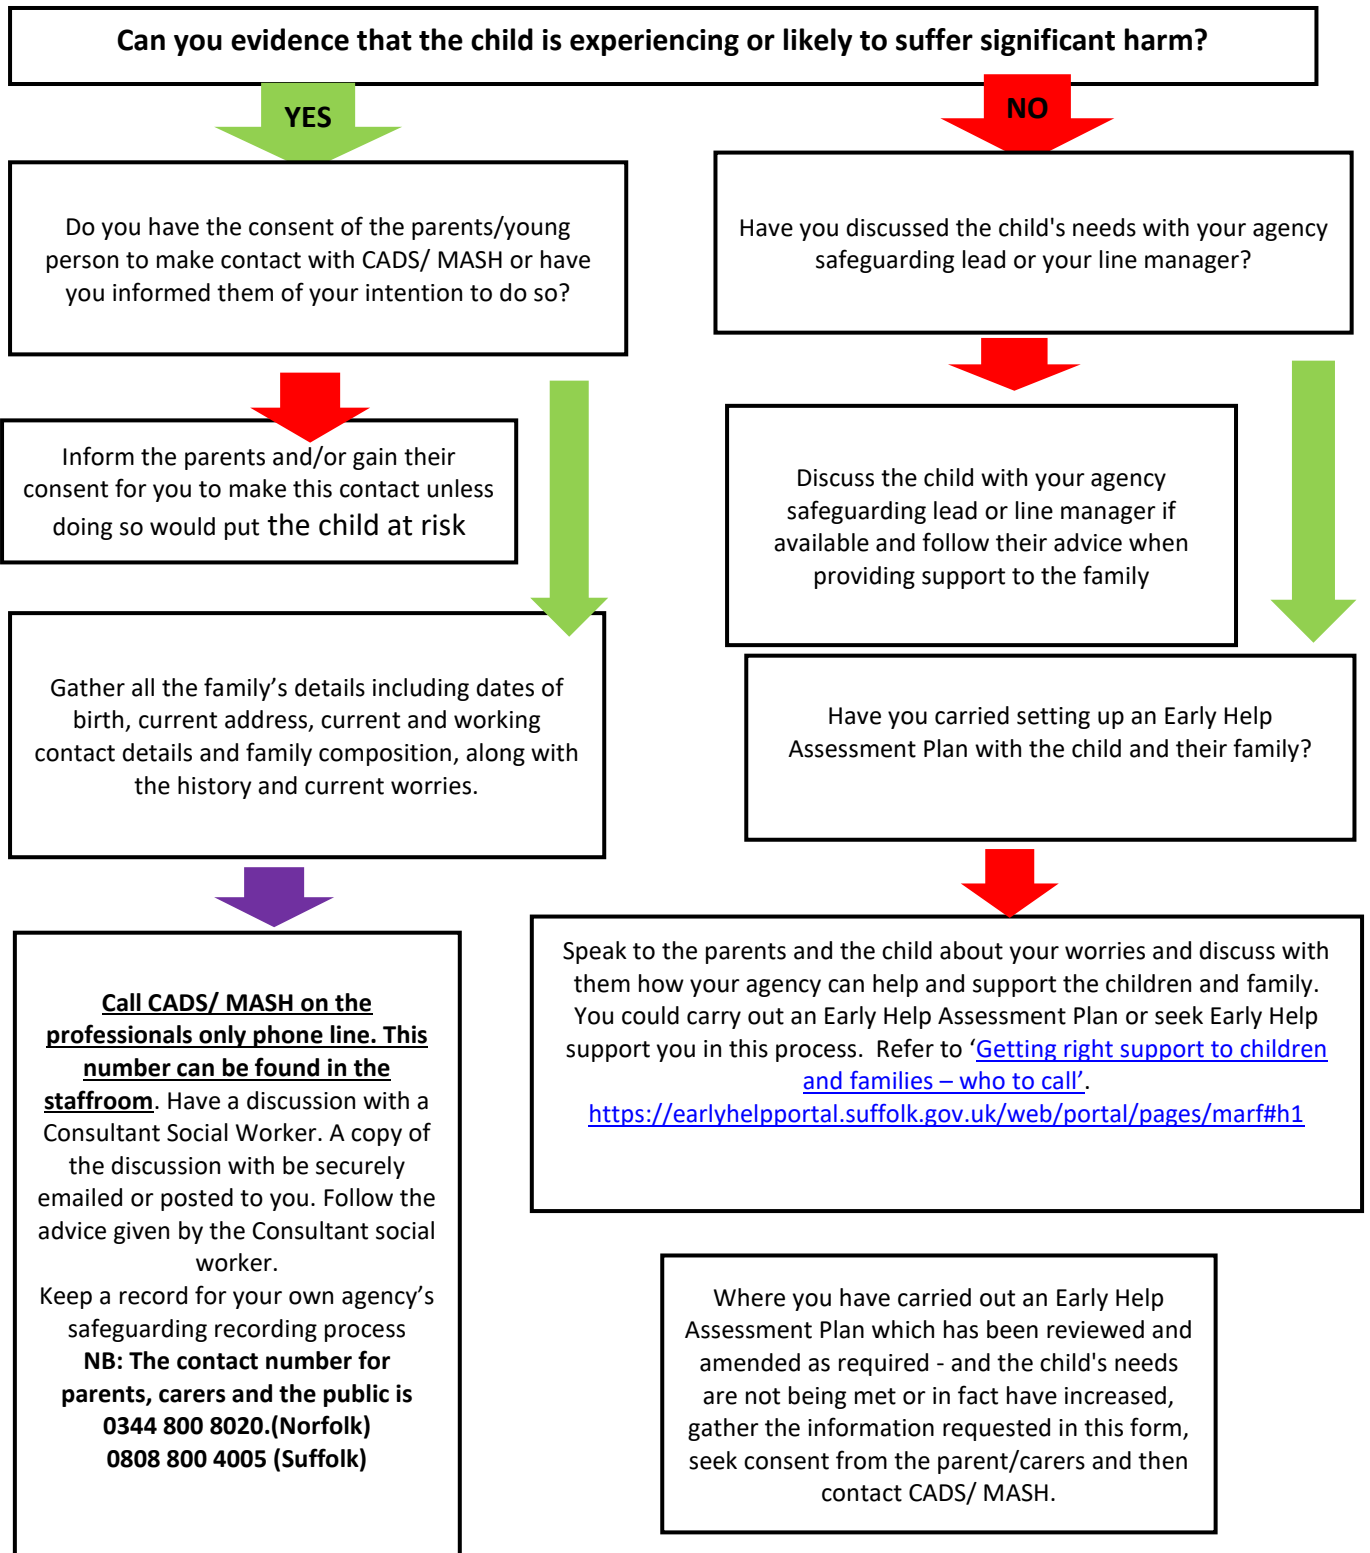 Can you evidence that the child is experiencing or likely to suffer significant harm?
YES
NO
Do you have the consent of the parents/young
person to make contact with CADS/ MASH or have
you informed them of your intention to do so?
Have you discussed the child's needs with your agency
safeguarding lead or your line manager?
Inform the parents and/or gain their
consent for you to make this contact unless
doing so would put the child at risk
Discuss the child with your agency
safeguarding lead or line manager if
available and follow their advice when
providing support to the family
Gather all the family’s details including dates of
birth, current address, current and working
contact details and family composition, along with
the history and current worries.
Have you carried setting up an Early Help
Assessment Plan with the child and their family?
Call CADS/ MASH on the
professionals only phone line. This
number can be found in the
staffroom. Have a discussion with a
Consultant Social Worker. A copy of
the discussion with be securely
emailed or posted to you. Follow the
advice given by the Consultant social
worker.
Keep a record for your own agency’s
safeguarding recording process
NB: The contact number for
parents, carers and the public is
0344 800 8020.(Norfolk)
0808 800 4005 (Suffolk)
Speak to the parents and the child about your worries and discuss with
them how your agency can help and support the children and family.
You could carry out an Early Help Assessment Plan or seek Early Help
support you in this process.  Refer to ‘Getting right support to children
and families – who to call’.
https://earlyhelpportal.suffolk.gov.uk/web/portal/pages/marf#h1
Where you have carried out an Early Help
Assessment Plan which has been reviewed and
amended as required - and the child's needs
are not being met or in fact have increased,
gather the information requested in this form,
seek consent from the parent/carers and then
contact CADS/ MASH.